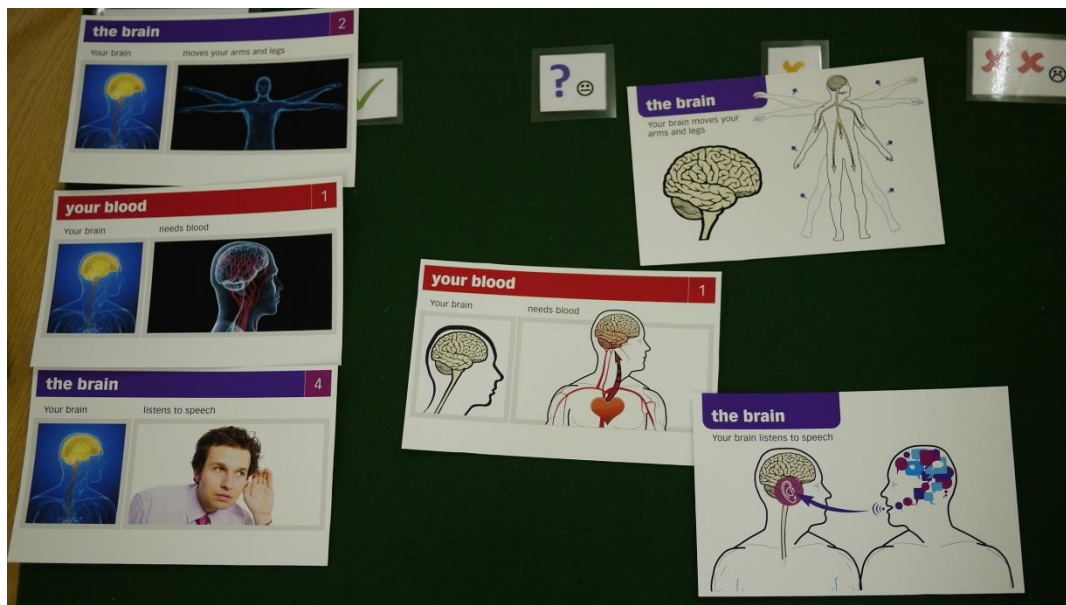 the brain 2
Your brain moves your arms and legs
your blood 1
Your brain needs blood
the brain 4
Your brain listens to speech
?
the brain
Your brain moves your
arms and legs
your blood 1
Your brain needs blood
the brain
Your brain listens to speech